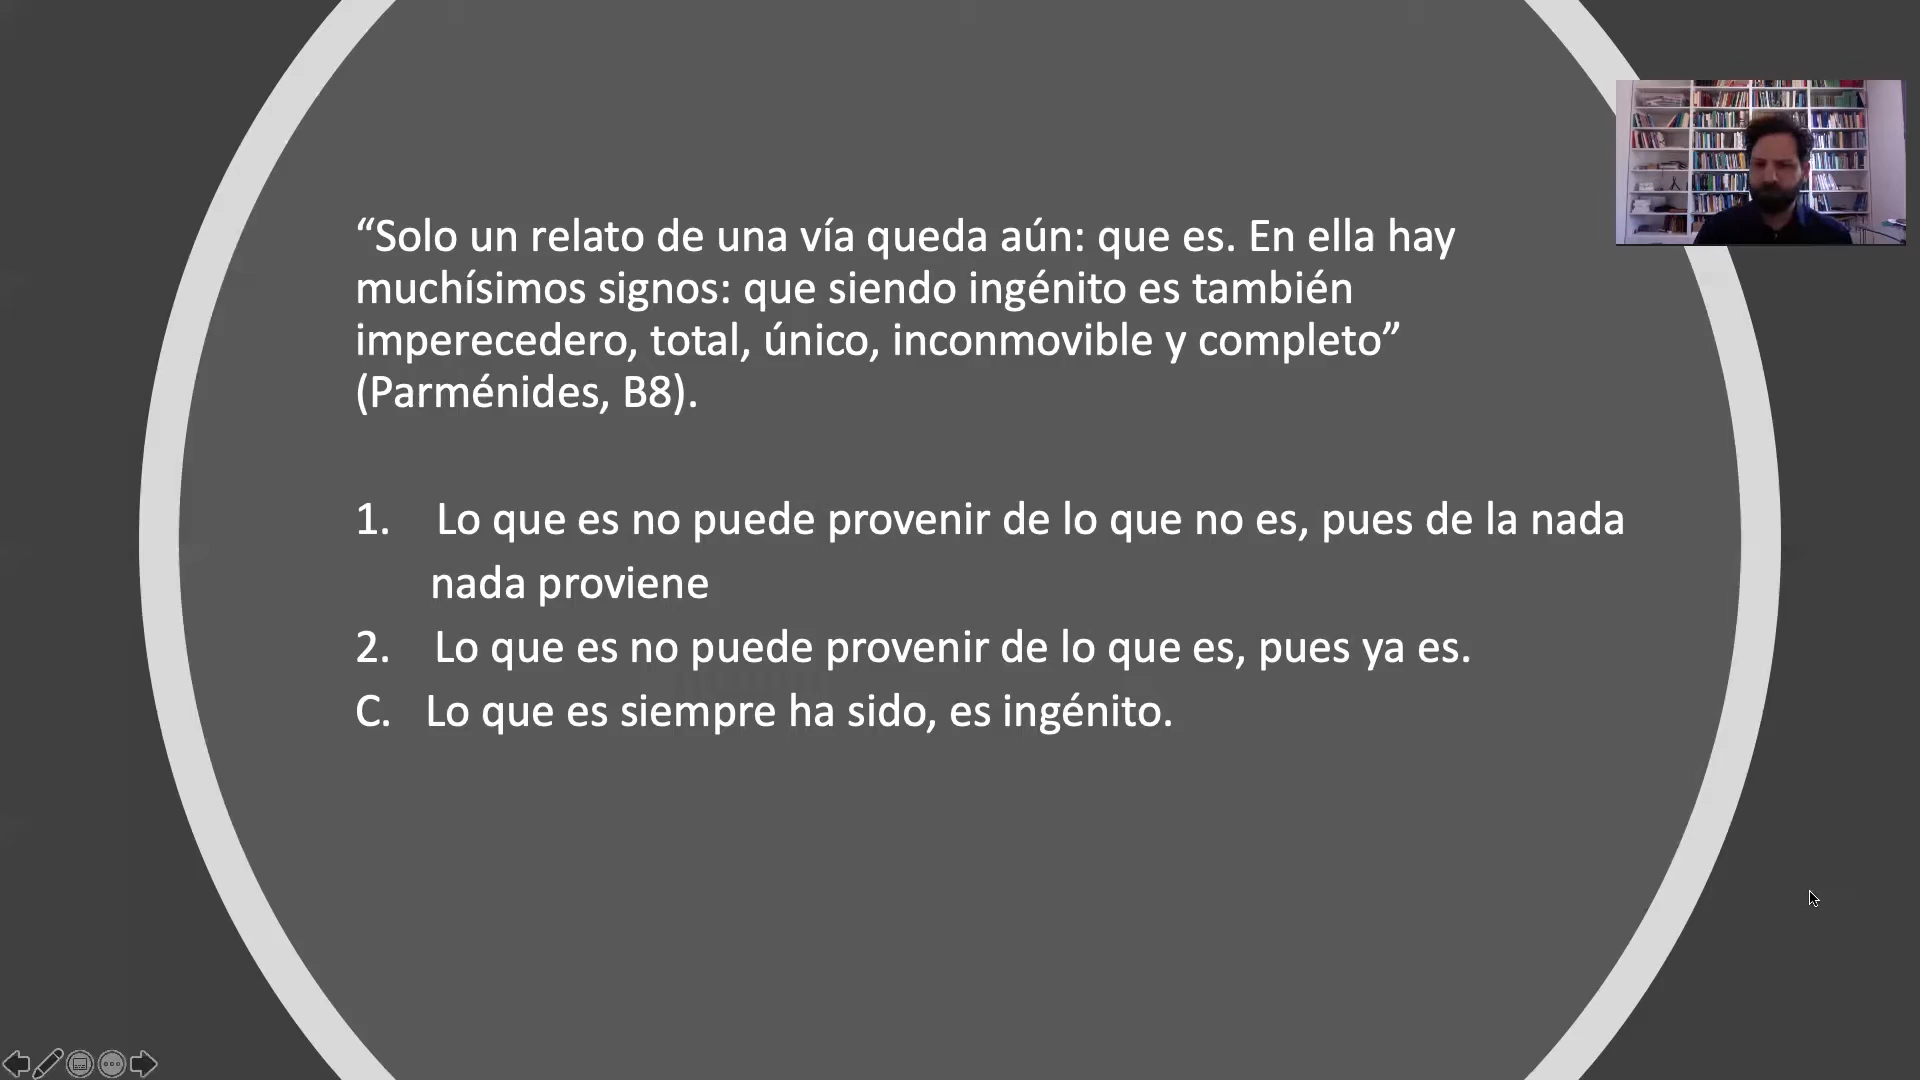 “Solo un relato de una vía queda aún: que es. En ella hay
muchísimos signos: que siendo ingénito es también
imperecedero, total, único, inconmovible y completo”
(Parménides, B8).
1. Lo que es no puede provenir de lo que no es, pues de la nada
nada proviene
2. Lo que es no puede provenir de lo que es, pues ya es.
C. Lo que es siempre ha sido, es ingénito.